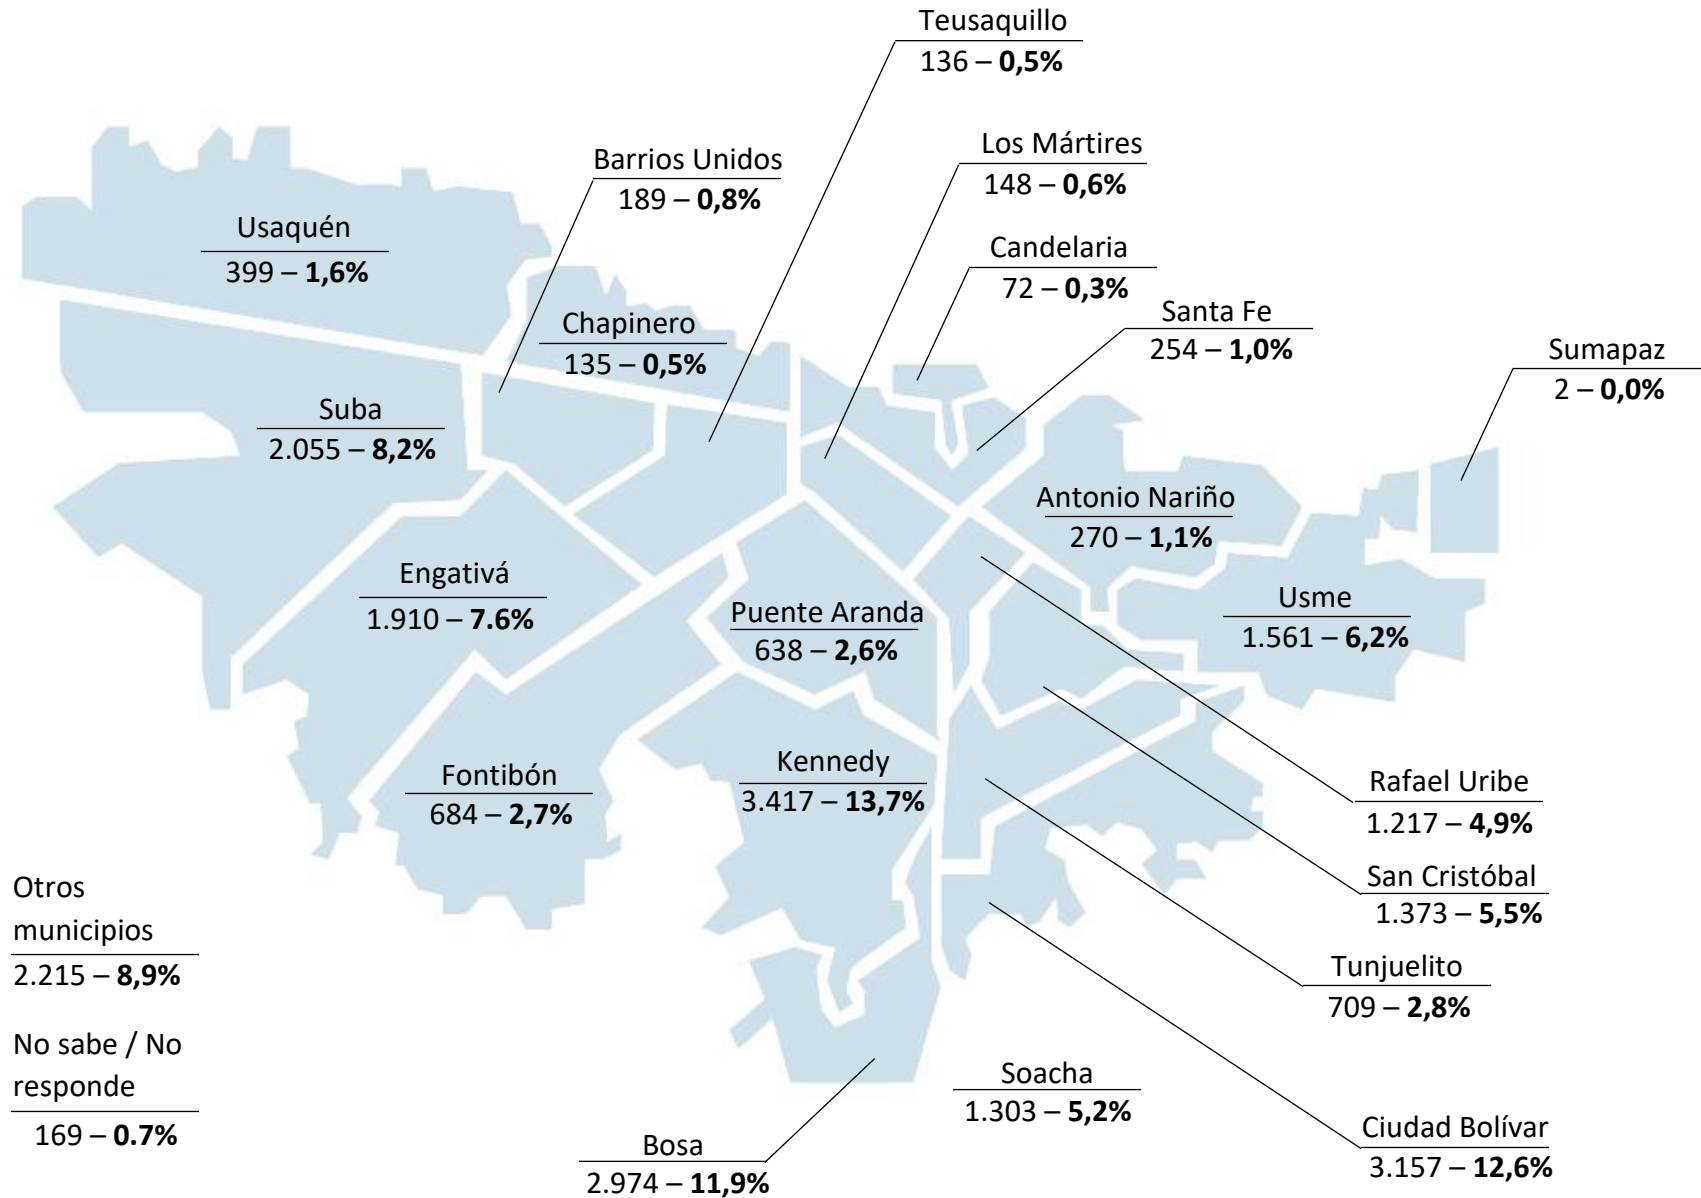 Teusaquillo
136 – 0,5%
Barrios Unidos
189 – 0,8%
Los Mártires
148 – 0,6%
Usaquén
399 – 1,6%
Candelaria
72 – 0,3%
Chapinero
135 – 0,5%
Santa Fe
254 – 1,0%
Sumapaz
2 – 0,0%
Suba
2.055 – 8,2%
Antonio Nariño
270 – 1,1%
Engativá
1.910 – 7.6%
Puente Aranda
638 – 2,6%
Usme
1.561 – 6,2%
Fontibón
684 – 2,7%
Kennedy
3.417 – 13,7%
Rafael Uribe
1.217 – 4,9%
San Cristóbal
1.373 – 5,5%
Otros
municipios
2.215 – 8,9%
Tunjuelito
709 – 2,8%
No sabe / No
responde
169 – 0.7%
Soacha
1.303 – 5,2%
Bosa
2.974 – 11,9%
Ciudad Bolívar
3.157 – 12,6%